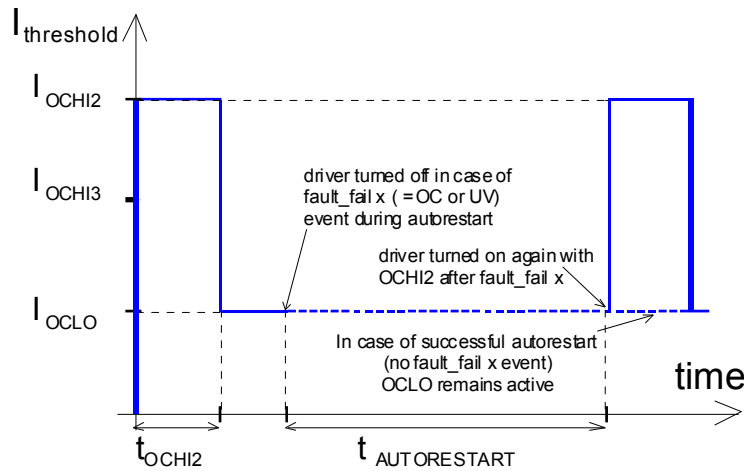 I threshold
I OCHI2
I OCHI3
driver turned off in case of
fault_fail x ( = OC or UV)
event during autorestart
driver turned on again with
OCHI2 after fault_fail x
I OCLO
In case of successful autorestart
(no fault_fail x event)
OCLO remains active
time
t OCHI2
t AUTORESTART